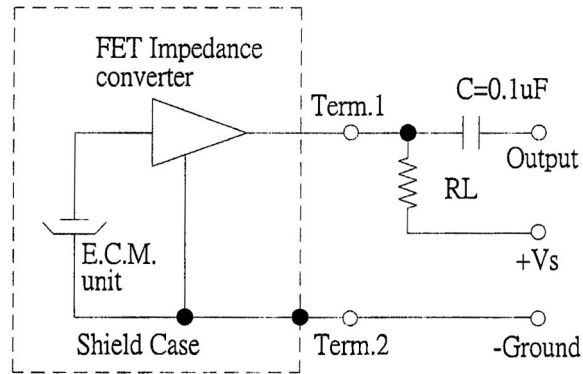 FET Impedance
converter
Term.1
C=0.1uF
Output
RL
E.C.M.
unit
+Vs
Shield Case
Term.2
-Ground